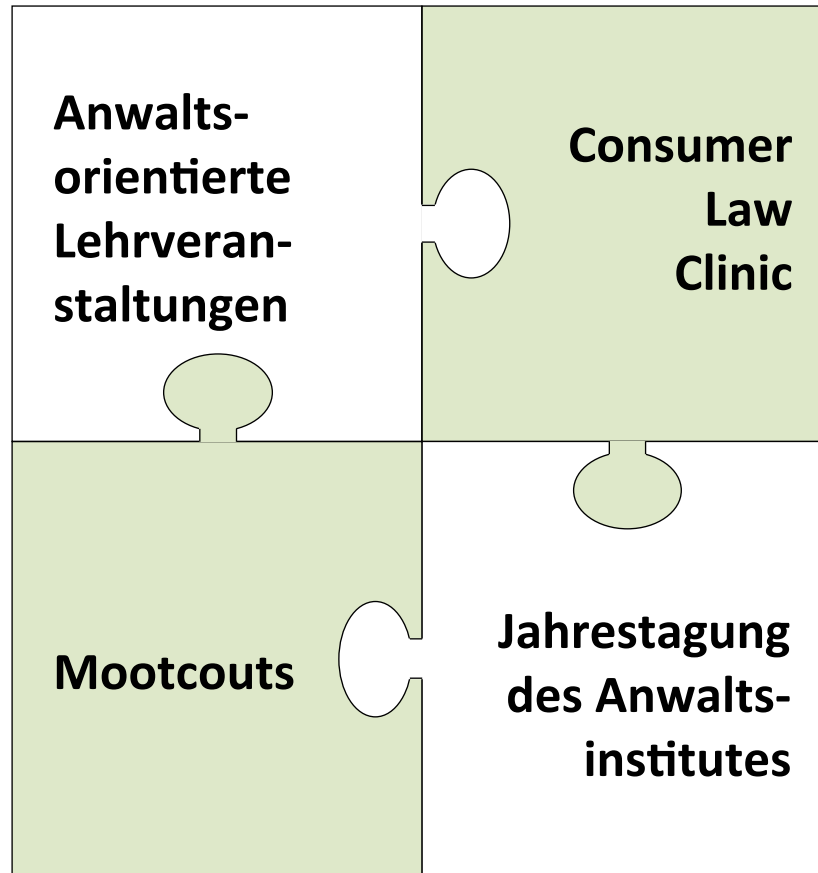 Anwalts-
orientierte
Lehrveran-
staltungen
Consumer
Law
Clinic
Mootcouts
Jahrestagung
des Anwalts-
institutes